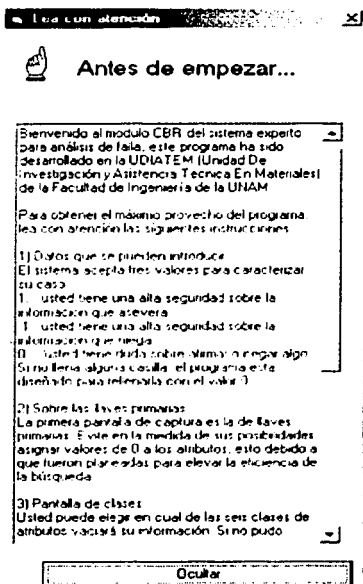 Lea con atención
Antes de empezar...
Bienvenido al modulo CBR del sistema experto
para análisis de falla, este programa ha sido
desarrollado en la UDIATEM (Unidad De
Investigación y Asistencia Tecnica En Materiales)
de la Facultad de Ingeniería de la UNAM
Para obtener el máximo provecho del programa,
lea con atención las siguientes instrucciones
1) Datos que se pueden introducir
El sistema acepta tres valores para caracterizar
su caso
1. usted tiene una alta seguridad sobre la
información que asevera
1 usted tiene una alta seguridad sobre la
información que niega
0. usted tiene duda sobre afirmar o negar algo
Si no llena alguna casilla, el programa esta
diseñado para rellenarla con el valor 0
2) Sobre las llaves primarias
La primera pantalla de captura es la de llaves
primarias. Evite en la medida de sus posibilidades
asignar valores de 0 a los atributos, esto debido a
que fueron planeadas para elevar la eficiencia de
la búsqueda
3) Pantalla de clases
Usted puede elegir en cual de las seis clases de
atributos vaciará su información. Si no pudo
Ocultar